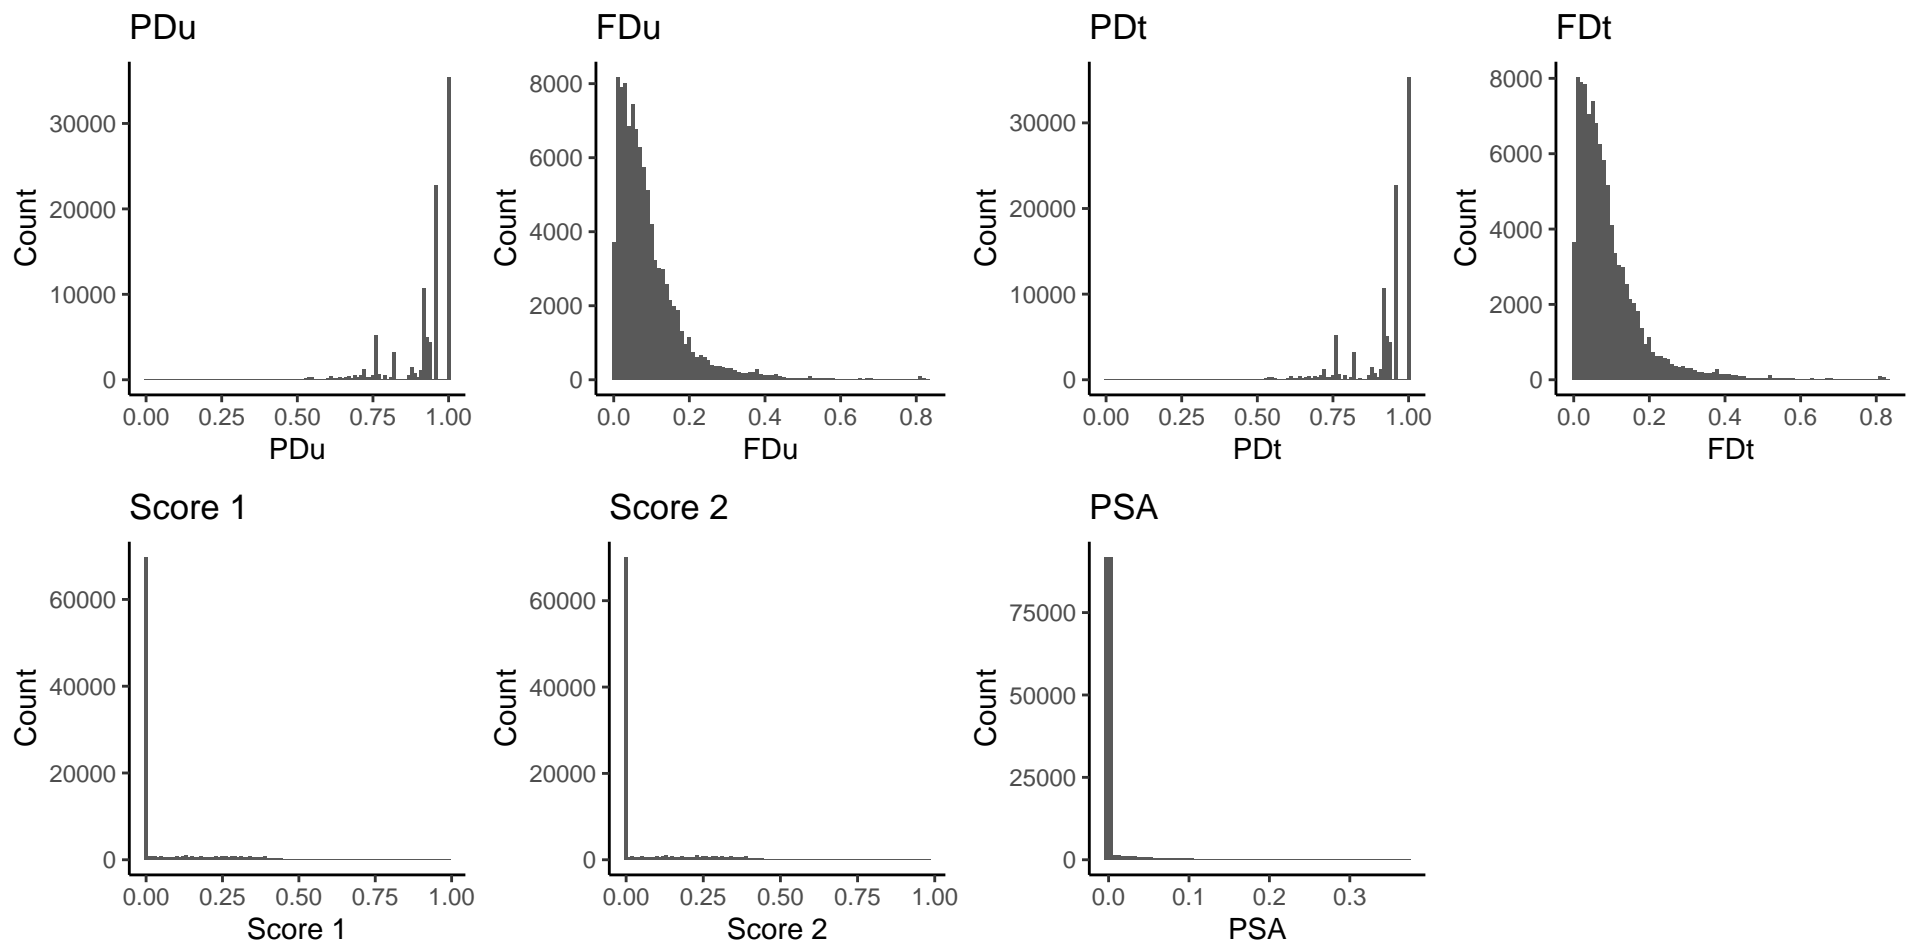 PDu
FDu
PDt
FDt
Count
30000
20000
10000
0
0.00 0.25 0.50 0.75 1.00
PDu
Count
8000
6000
4000
2000
0
0.0 0.2 0.4 0.6 0.8
FDu
Count
30000
20000
10000
0
0.00 0.25 0.50 0.75 1.00
PDt
Count
8000
6000
4000
2000
0
0.0 0.2 0.4 0.6 0.8
FDt
Score 1
Score 2
PSA
Count
60000
40000
20000
0
0.00 0.25 0.50 0.75 1.00
Score 1
Count
60000
40000
20000
0
0.00 0.25 0.50 0.75 1.00
Score 2
Count
75000
50000
25000
0
0.0 0.1 0.2 0.3
PSA